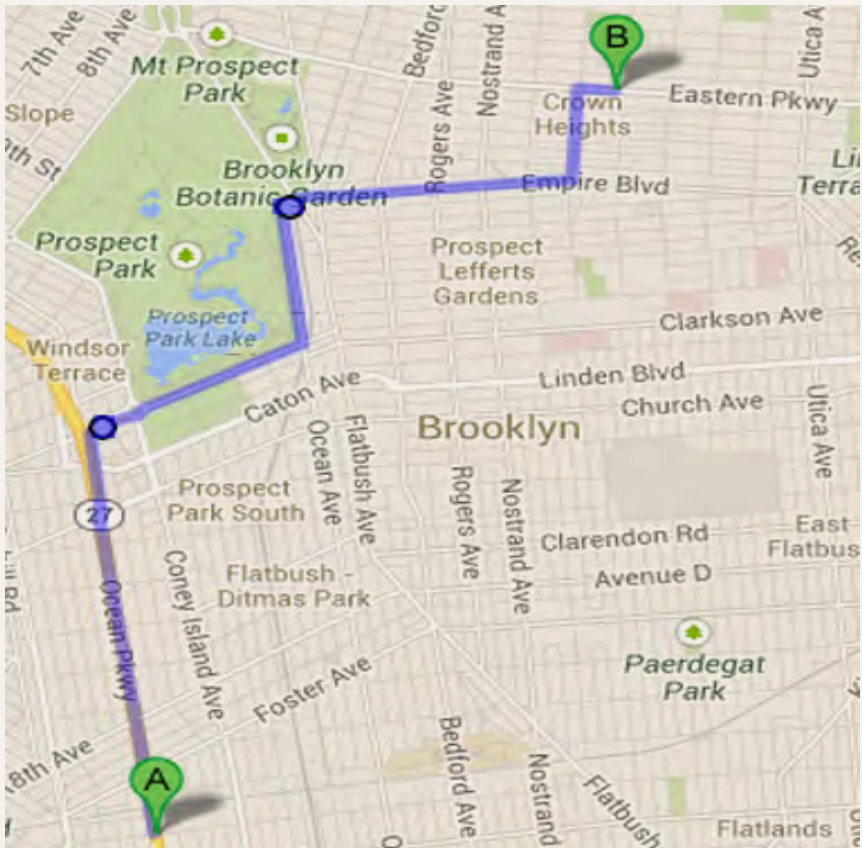 7th Ave
8th Ave
Mt Prospect
Park
Bedford
Rogers Ave
Nostrand A
B
Utica A
Slope
9th St
Crown
Heights
Eastern Pkwy
Brooklyn
Botanic Garden
Empire Blvd
Terra
Prospect
Park
Prospect
Lefferts
Gardens
Prospect
Park Lake
Clarkson Ave
Windsor
Terrace
Caton Ave
Linden Blvd
Church Ave
Utica Ave
Brooklyn
Ocean Ave
Flatbush Ave
27
Prospect
Park South
Rogers Ave
Nostrand Ave
Clarendon Rd
East
Flatbus
Avenue D
Flatbush -
Ditmas Park
Ocean Pkwy
Coney Island Ave
Paerdegat
Park
Foster Ave
18th Ave
A
Bedford Ave
Nostrand
Flatbush
Flatlands